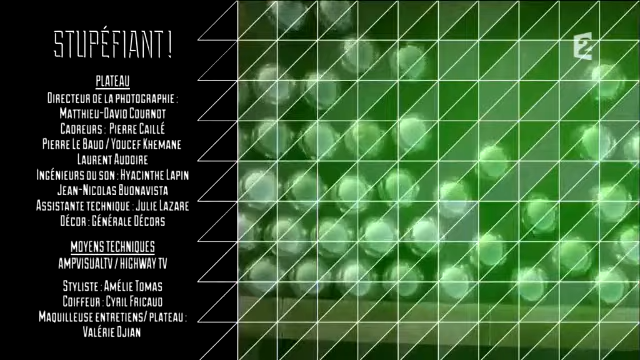 STUPÉFIANT!
PLATEAU
DIRECTEUR DE LA PHOTOGRAPHIE :
MATTHIEU-DAVID COURNOT
CADREURS : PIERRE CAILLÉ
PIERRE LE BAUD / YOUCEF KHEMANE
LAURENT AUDOIRE
INGÉNIEURS DU SON : HYACINTHE LAPIN
JEAN-NICOLAS BUONAVISTA
ASSISTANTE TECHNIQUE : JULIE LAZARE
DÉCOR : GÉNÉRALE DÉCORS
MOYENS TECHNIQUES
AMPVISUALTV / HIGHWAY TV
STYLISTE : AMÉLIE TOMAS
COIFFEUR : CYRIL FRICAUD
MAQUILLEUSE ENTRETIENS/ PLATEAU :
VALÉRIE DJIAN
2